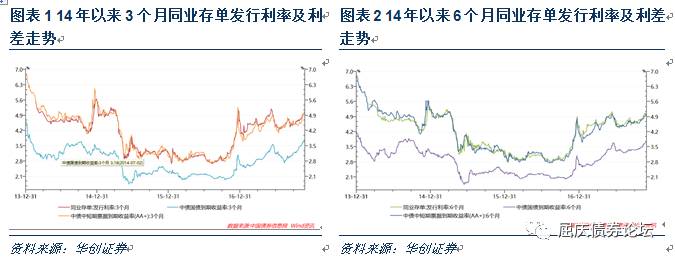 图表 1 14 年以来 3 个月同业存单发行利率及利
差走势
7.0 7.0
6.3 6.3
5.6 5.6
4.9 4.9
4.2 4.2
3.5 3.5
2.8 2.8
2.1 2.1
中债国债到期收益率:3个月 3.16(2014-07-02)
13-12-31 14-12-31 15-12-31 16-12-31
同业存单:发行利率:3个月 中债国债到期收益率:3个月
中债中短期票据到期收益率(AA+):3个月
数据来源:中国债券信息网 Wind资讯
资料来源：华创证券
图表 2 14 年以来 6 个月同业存单发行利率及利差
走势
7.0 7.0
6.3 6.3
5.6 5.6
4.9 4.9
4.2 4.2
3.5 3.5
2.8 2.8
2.1 2.1
13-12-31 14-12-31 15-12-31 16-12-31
同业存单:发行利率:6个月 中债国债到期收益率:6个月
中债中短期票据到期收益率(AA+):6个月
资料来源：华创证券
屈庆债券论坛